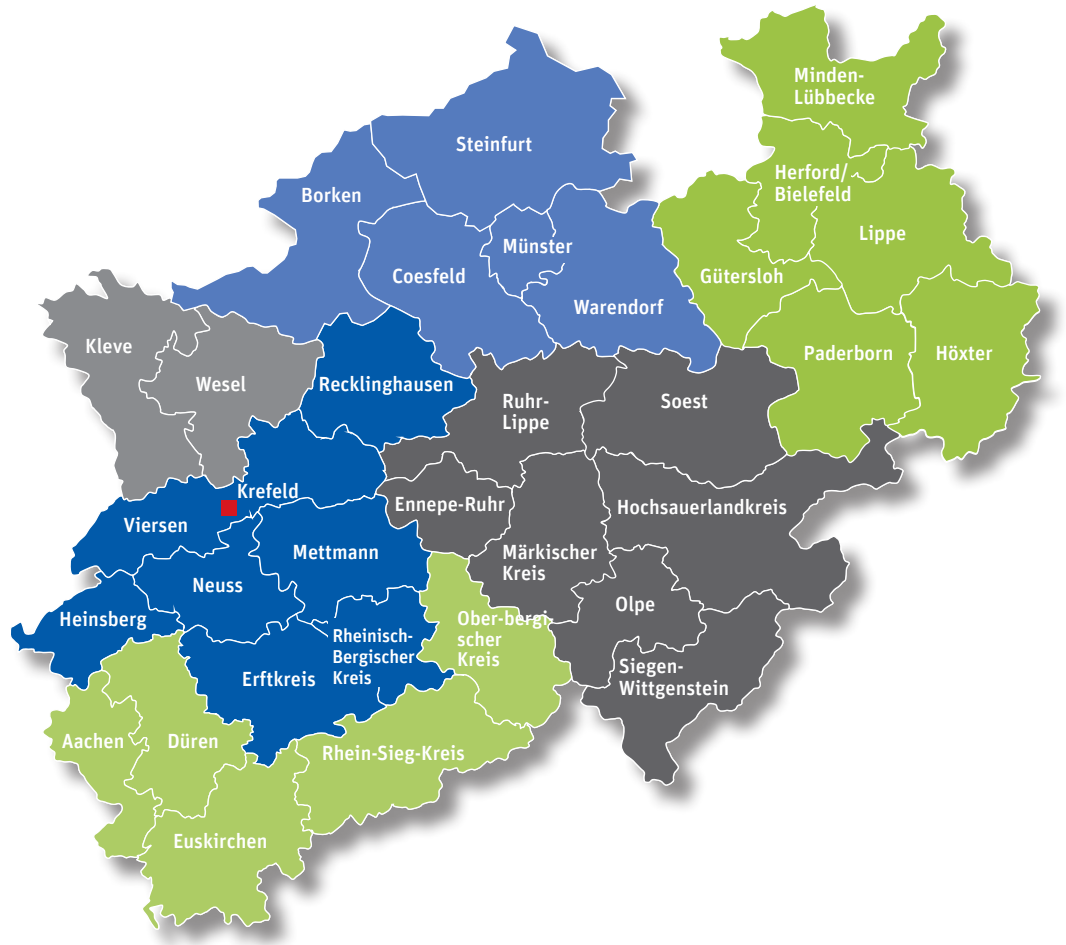 Minden-
Lübbecke
Steinfurt
Herford/
Bielefeld
Borken
Lippe
Münster
Coesfeld
Gütersloh
Warendorf
Kleve
Paderborn
Höxter
Wesel
Recklinghausen
Ruhr-
Lippe
Soest
Krefeld
Ennepe-Ruhr
Hochsauerlandkreis
Viersen
Mettmann
Märkischer
Kreis
Neuss
Olpe
Heinsberg
Ober-bergi-
scher
Kreis
Rheinisch-
Bergischer
Kreis
Erftkreis
Siegen-
Wittgenstein
Aachen
Düren
Rhein-Sieg-Kreis
Euskirchen